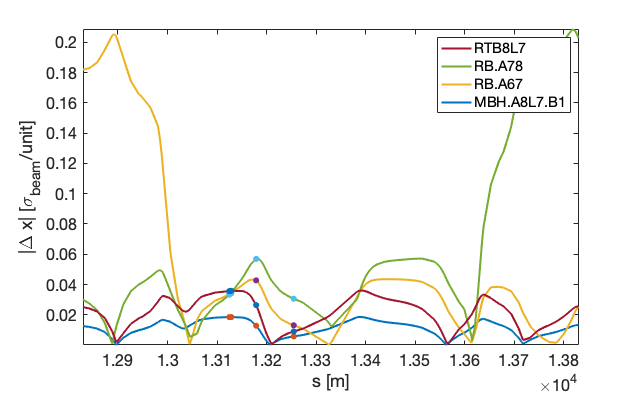 0.2
0.18
0.16
0.14
0.12
0.1
0.08
0.06
0.04
0.02
|Δ x| [σbeam/unit]
RTB8L7
RB.A78
RB.A67
MBH.A8L7.B1
1.29 1.3 1.31 1.32 1.33 1.34 1.35 1.36 1.37 1.38
s [m]
×10⁴